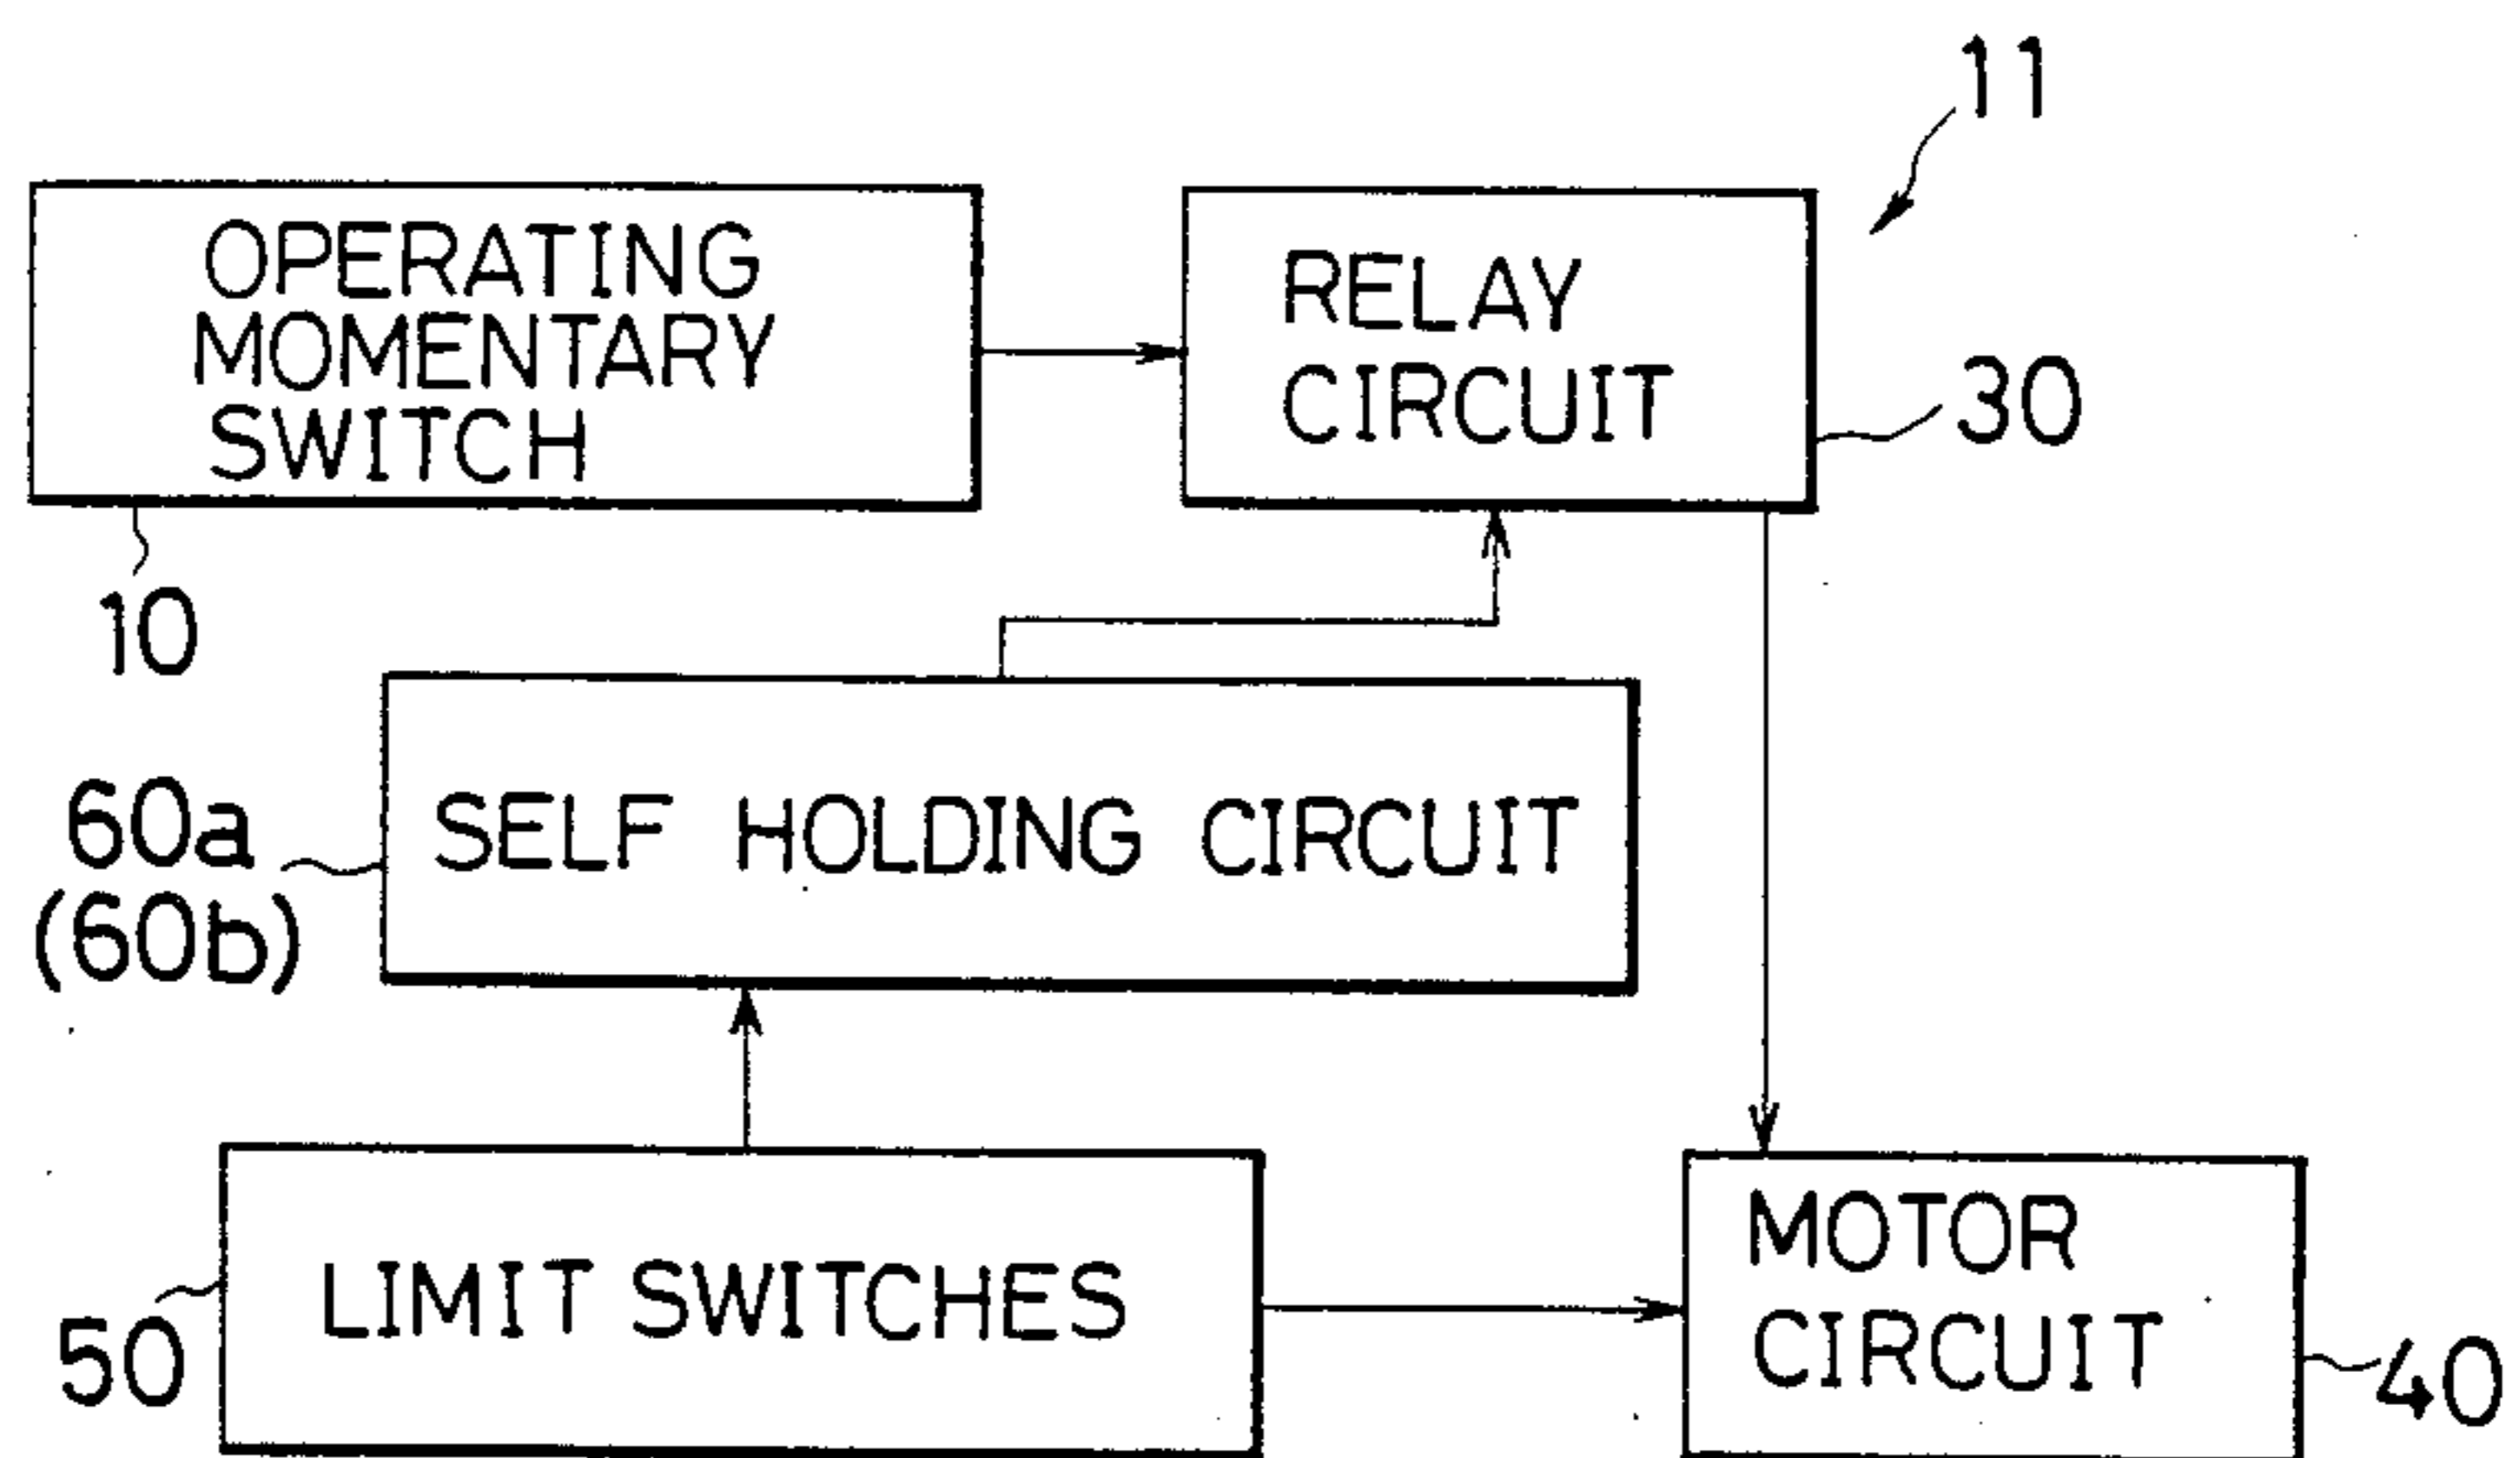 11
OPERATING
MOMENTARY
SWITCH
RELAY
CIRCUIT
30
10
SELF HOLDING CIRCUIT
60a
(60b)
LIMIT SWITCHES
50
MOTOR
CIRCUIT
40